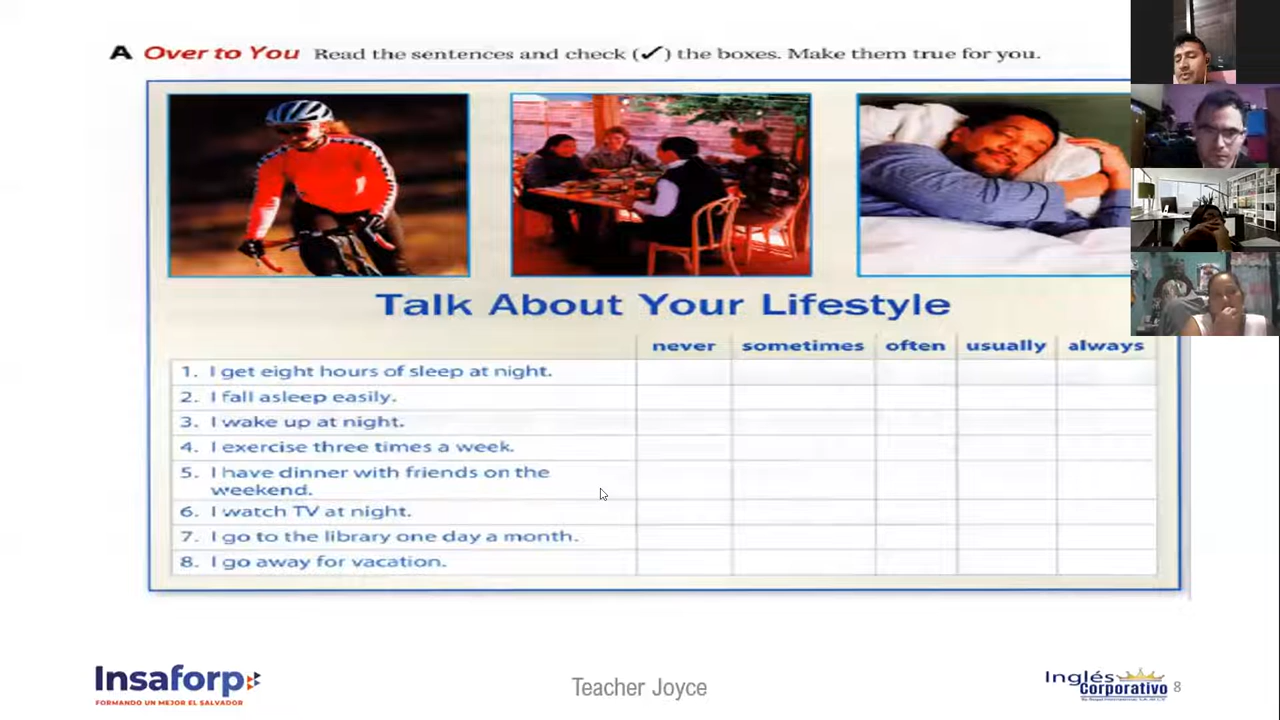 A Over to You Read the sentences and check (✓) the boxes. Make them true for you.
Talk About Your Lifestyle
never sometimes often usually always
1. I get eight hours of sleep at night.
2. I fall asleep easily.
3. I wake up at night.
4. I exercise three times a week.
5. I have dinner with friends on the
weekend.
6. I watch TV at night.
7. I go to the library one day a month.
8. I go away for vacation.
Insaforp
FORMANDO UN MEJOR EL SALVADOR
Teacher Joyce
Inglés
Corporativo
8